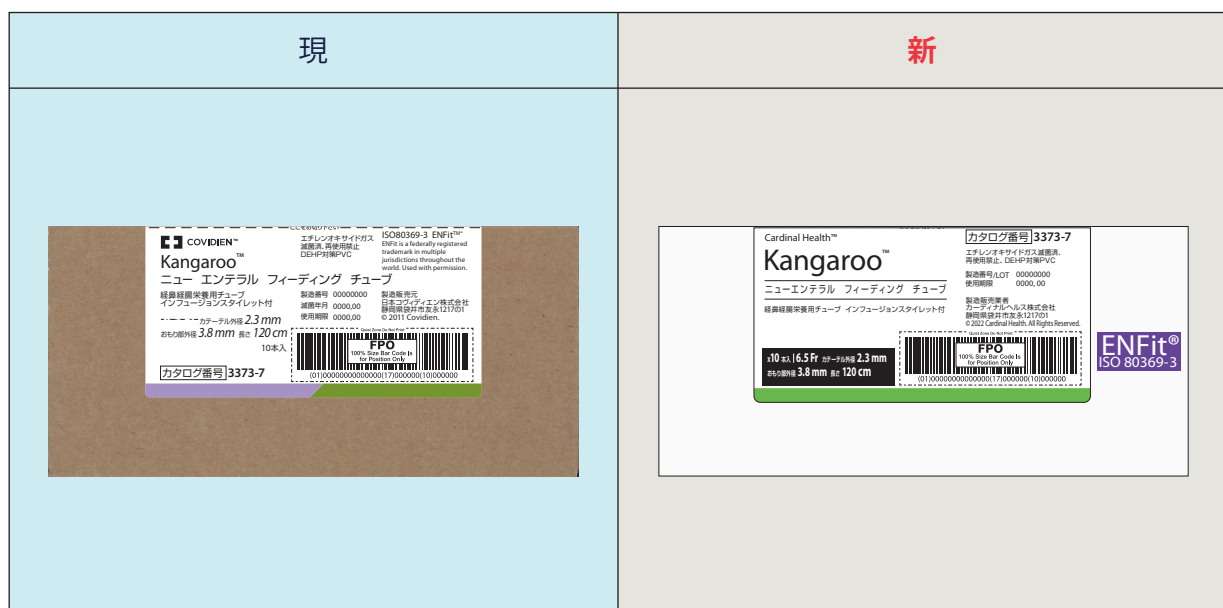 現
新
COVIDIEN™
Kangaroo™
ニュー エンテラル フィーディング チューブ
経鼻経腸栄養用チューブ
インフュージョンスタイレット付
カテーテル外径 2.3 mm
おもり部外径 3.8 mm 長さ 120 cm
10本入
カタログ番号 3373-7
エチレンオキサイドガス
滅菌済、再使用禁止
DEHP対策PVC
ISO80369-3 ENFit™*
ENFit is a federally registered
trademark in multiple
jurisdictions throughout the
world. Used with permission.
製造番号 00000000
滅菌年月 0000,00
使用期限 0000,00
製造販売元
日本コヴィディエン株式会社
静岡県袋井市友永1217の1
© 2011 Covidien.
Quiet Zone Do Not Print
FPO
100% Size Bar Code Is
for Position Only
(01)00000000000000(17)000000(10)000000
Cardinal Health™
Kangaroo™
ニューエンテラル フィーディング チューブ
経鼻経腸栄養用チューブ インフュージョンスタイレット付
x10 本入 | 6.5 Fr カテーテル外径 2.3 mm
おもり部外径 3.8 mm 長さ 120 cm
カタログ番号 3373-7
エチレンオキサイドガス滅菌済、
再使用禁止、DEHP対策PVC
製造番号/LOT 00000000
使用期限 0000, 00
製造販売業者
カーディナルヘルス株式会社
静岡県袋井市友永1217の1
© 2022 Cardinal Health. All Rights Reserved.
Quiet Zone Do Not Print
FPO
100% Size Bar Code Is
for Position Only
(01)00000000000000(17)000000(10)000000
ENFit®
ISO 80369-3